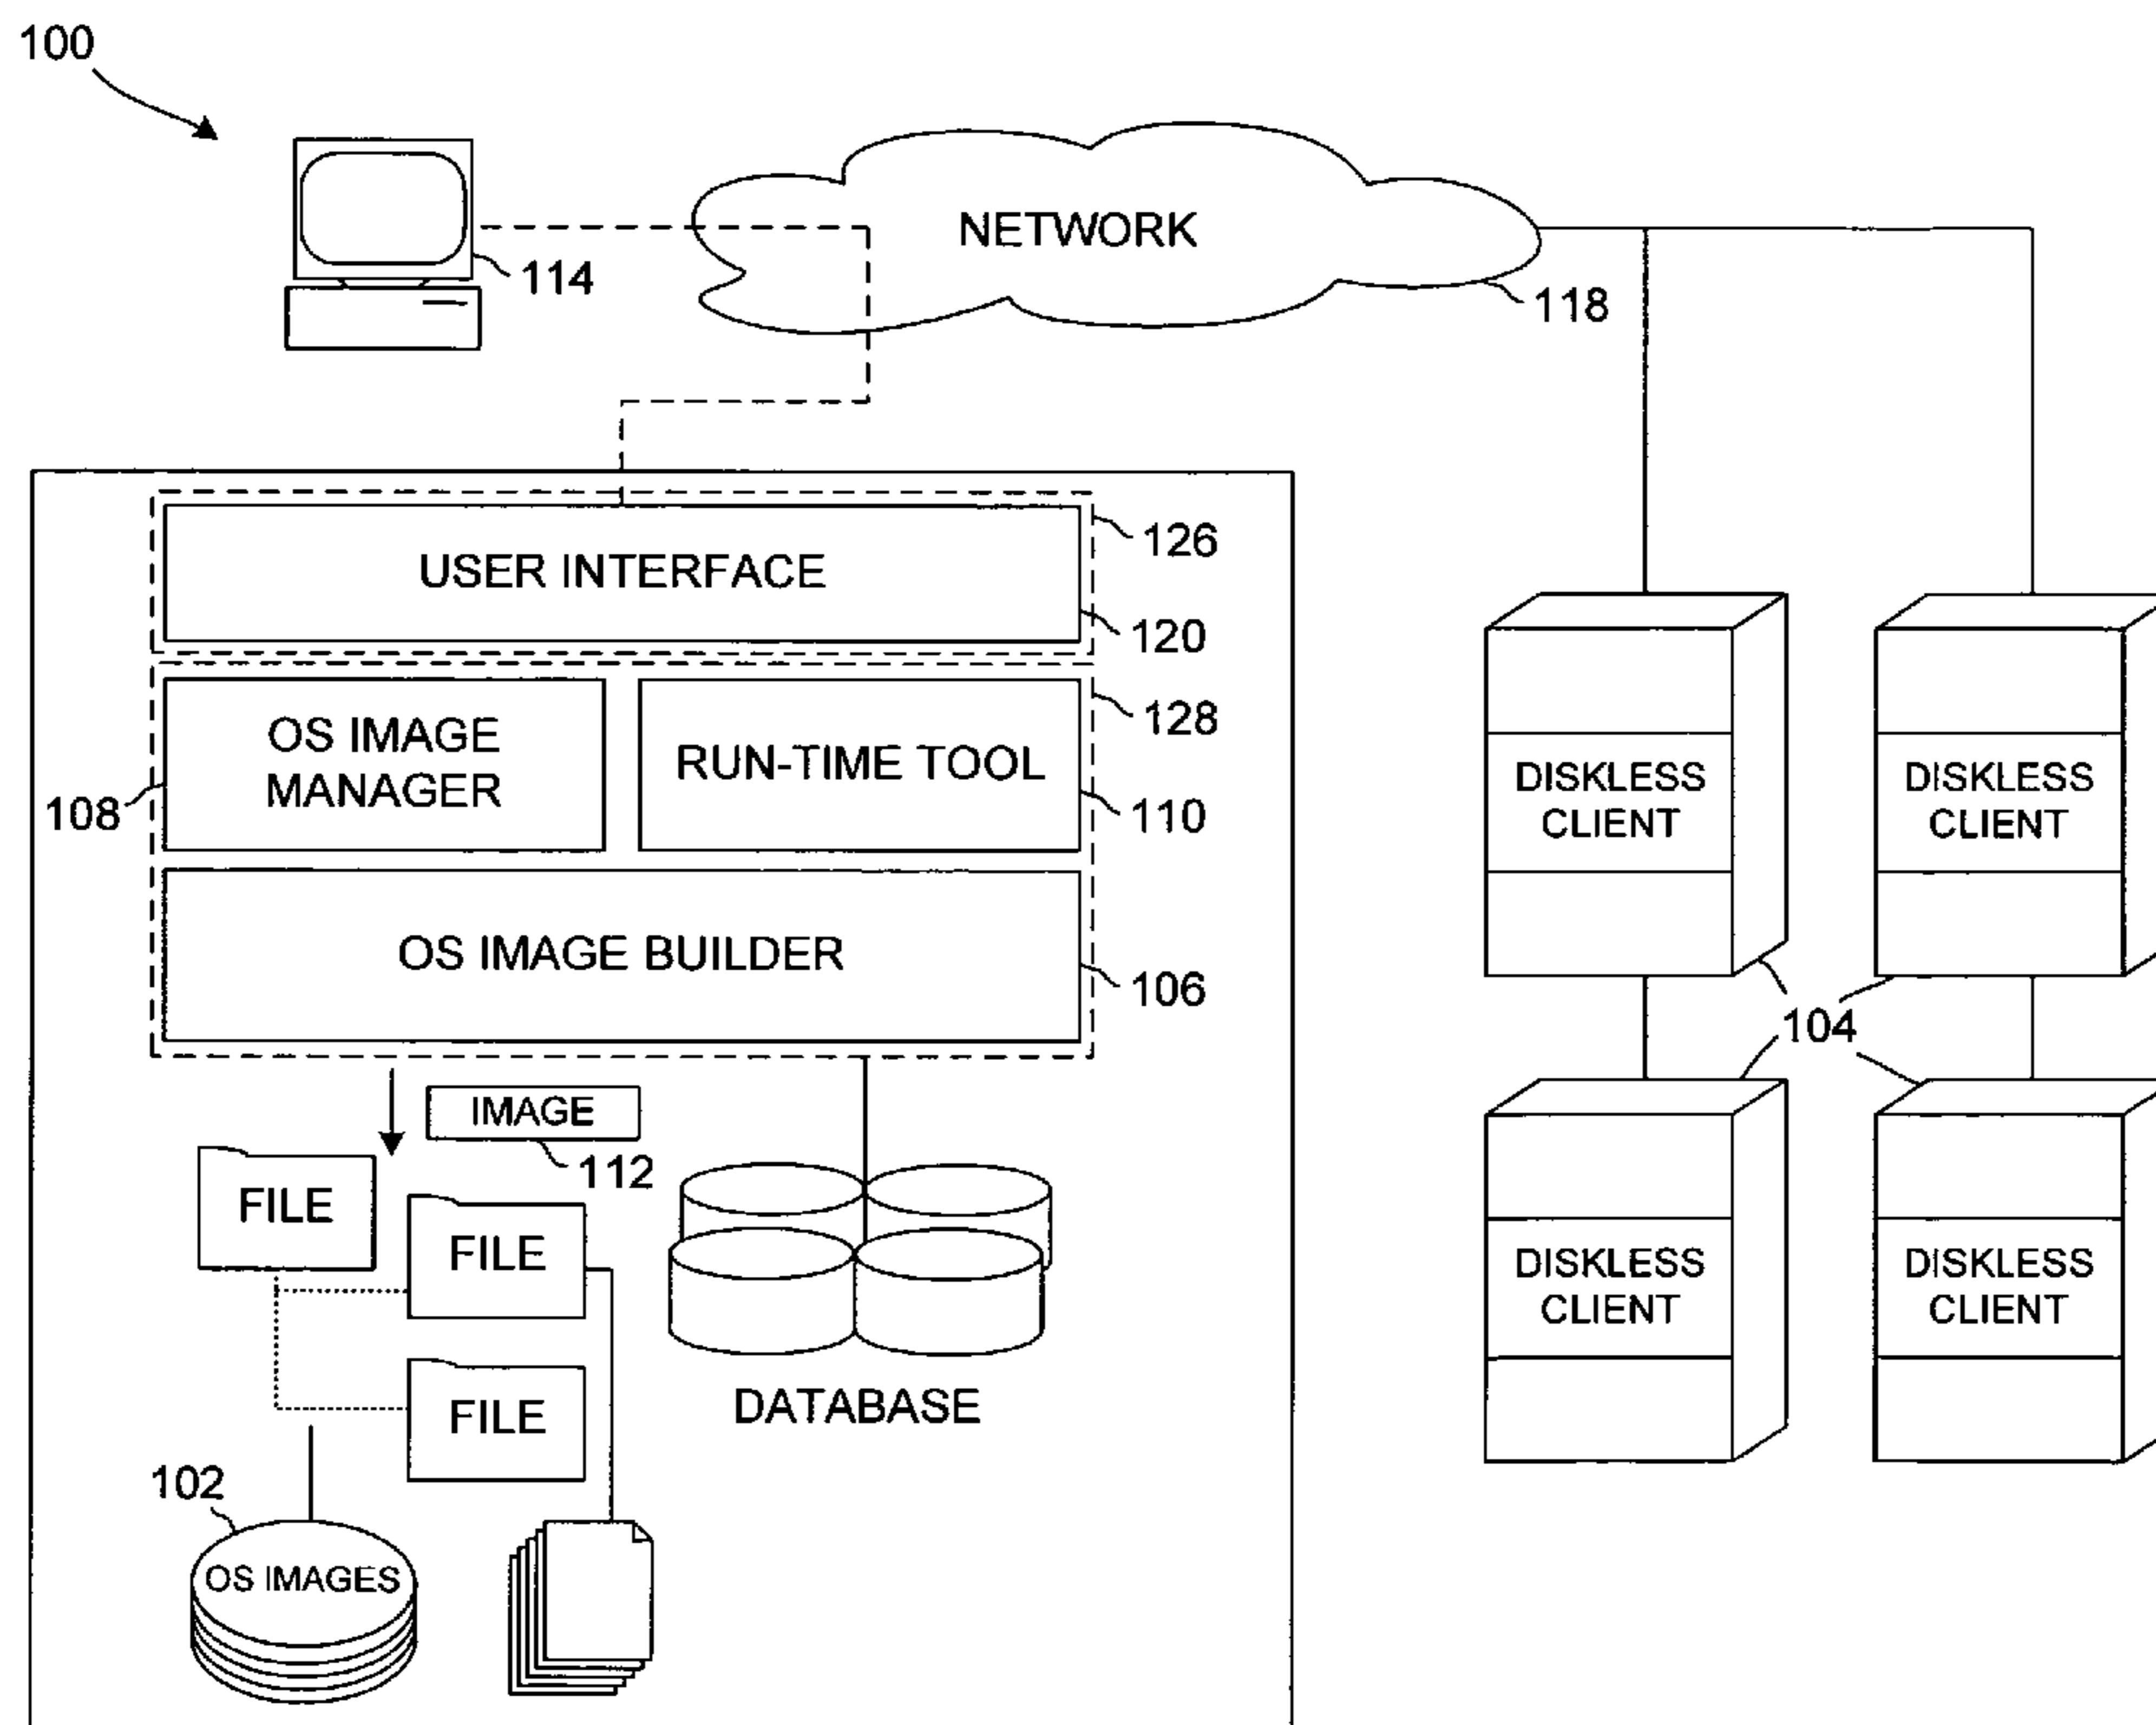 100
NETWORK
114
118
126
USER INTERFACE
120
OS IMAGE
MANAGER
128
RUN-TIME TOOL
108
110
OS IMAGE BUILDER
106
DISKLESS
CLIENT
DISKLESS
CLIENT
104
IMAGE
112
FILE
FILE
FILE
DATABASE
102
OS IMAGES
DISKLESS
CLIENT
DISKLESS
CLIENT